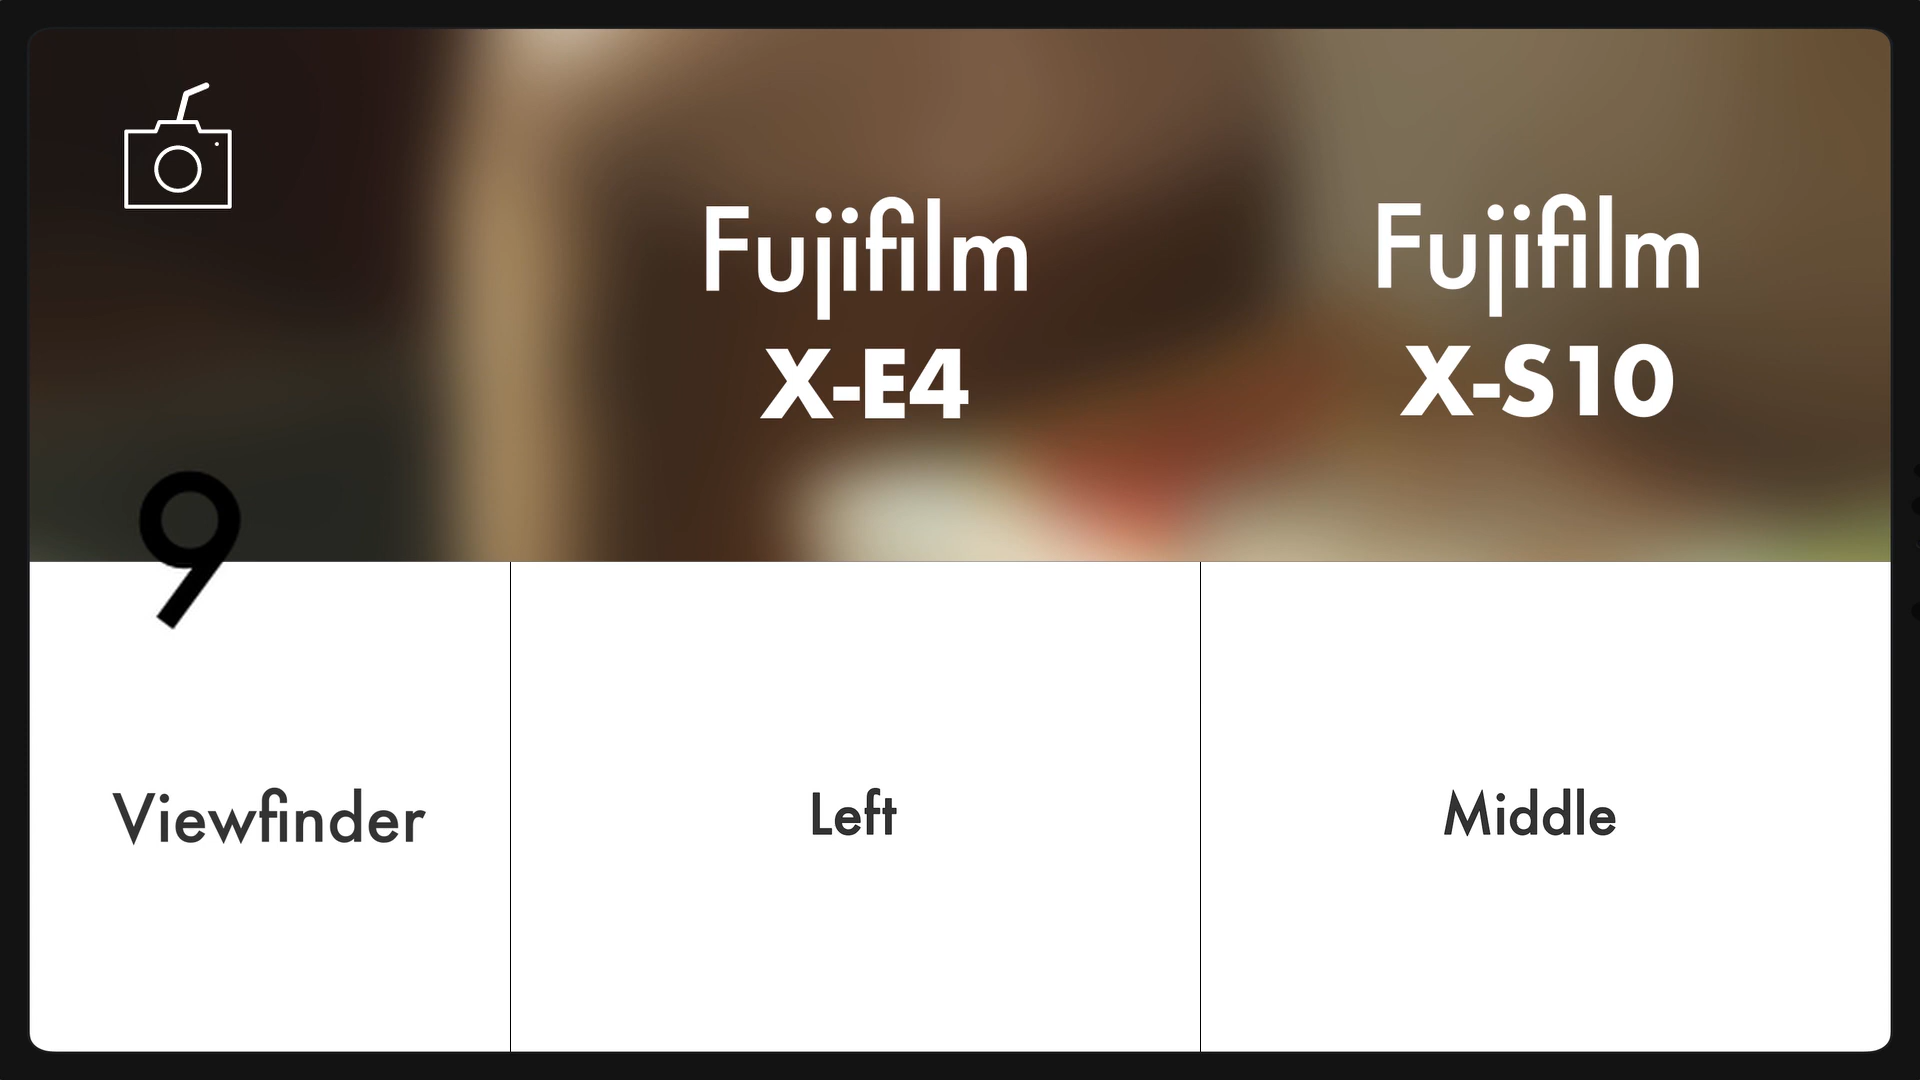 Fujifilm
X-E4
Fujifilm
X-S10
9
Viewfinder
Left
Middle